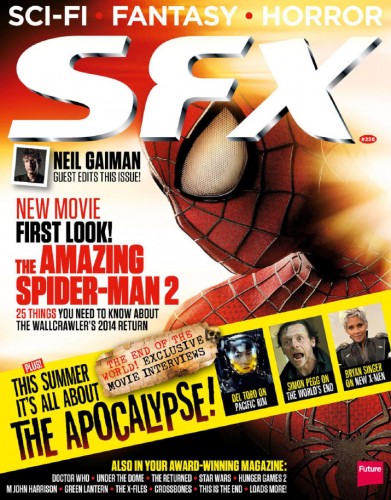 SCI-FI • FANTASY • HORROR
SFX
#236
NEIL GAIMAN
GUEST EDITS THIS ISSUE!
NEW MOVIE
FIRST LOOK!
THE AMAZING
SPIDER-MAN 2
25 THINGS YOU NEED TO KNOW ABOUT
THE WALLCRAWLER'S 2014 RETURN
PLUS!
THIS SUMMER
IT'S ALL ABOUT
THE APOCALYPSE!
THE END OF THE
WORLD! EXCLUSIVE
MOVIE INTERVIEWS
DEL TORO ON
PACIFIC RIM
SIMON PEGG ON
THE WORLD'S END
BRYAN SINGER
ON NEW X-MEN
ALSO IN YOUR AWARD-WINNING MAGAZINE:
DOCTOR WHO • UNDER THE DOME • THE RETURNED • STAR WARS • HUNGER GAMES 2
M JOHN HARRISON • GREEN LANTERN • THE X-FILES • CROSSBONES • THIS IS THE END • LOADS MORE!
Future